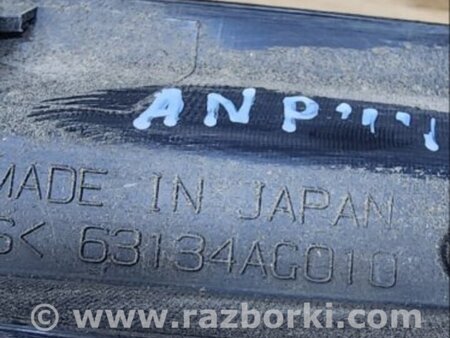 ANP''''
MADE IN JAPAN
S< 63134AG010
© www.razborki.com